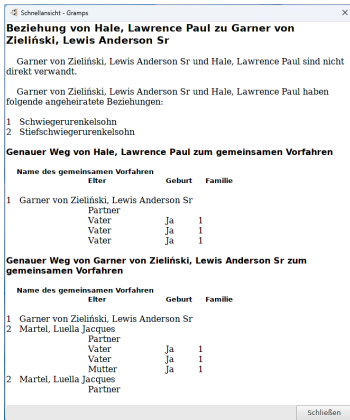 Schnellansicht - Gramps
Beziehung von Hale, Lawrence Paul zu Garner von
Zieliński, Lewis Anderson Sr
Garner von Zieliński, Lewis Anderson Sr und Hale, Lawrence Paul sind nicht
direkt verwandt.
Garner von Zieliński, Lewis Anderson Sr und Hale, Lawrence Paul haben
folgende angeheiratete Beziehungen:
1 Schwiegerurenkelsohn
2 Stiefschwiegerurenkelsohn
Genauer Weg von Hale, Lawrence Paul zum gemeinsamen Vorfahren
Name des gemeinsamen Vorfahren
Elter Geburt Familie
1 Garner von Zieliński, Lewis Anderson Sr
Partner
Vater Ja 1
Vater Ja 1
Vater Ja 1
Genauer Weg von Garner von Zieliński, Lewis Anderson Sr zum
gemeinsamen Vorfahren
Name des gemeinsamen Vorfahren
Elter Geburt Familie
1 Garner von Zieliński, Lewis Anderson Sr
2 Martel, Luella Jacques
Partner
Vater Ja 1
Vater Ja 1
Mutter Ja 1
2 Martel, Luella Jacques
Partner
Schließen